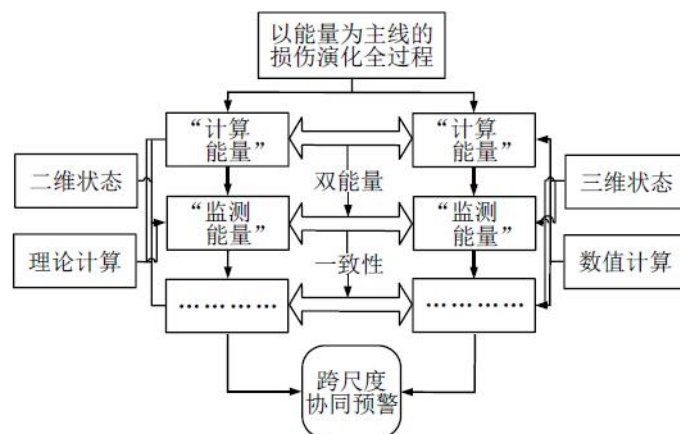 以能量为主线的
损伤演化全过程
“计算
能量”
“计算
能量”
二维状态
双能量
三维状态
“监测
能量”
“监测
能量”
理论计算
一致性
数值计算
…………
…………
跨尺度
协同预警